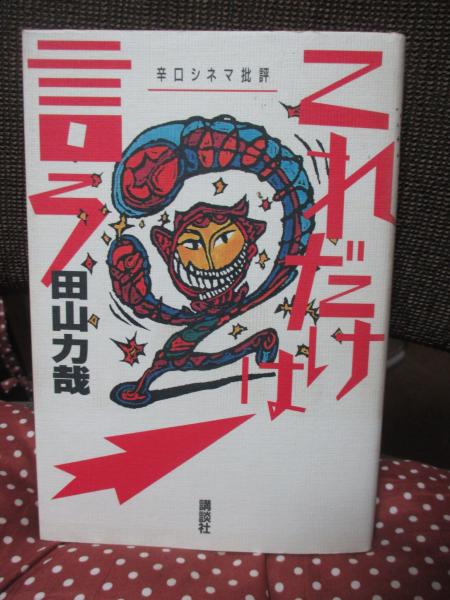 これだけは
言う
辛口シネマ批評
田山力哉
講談社